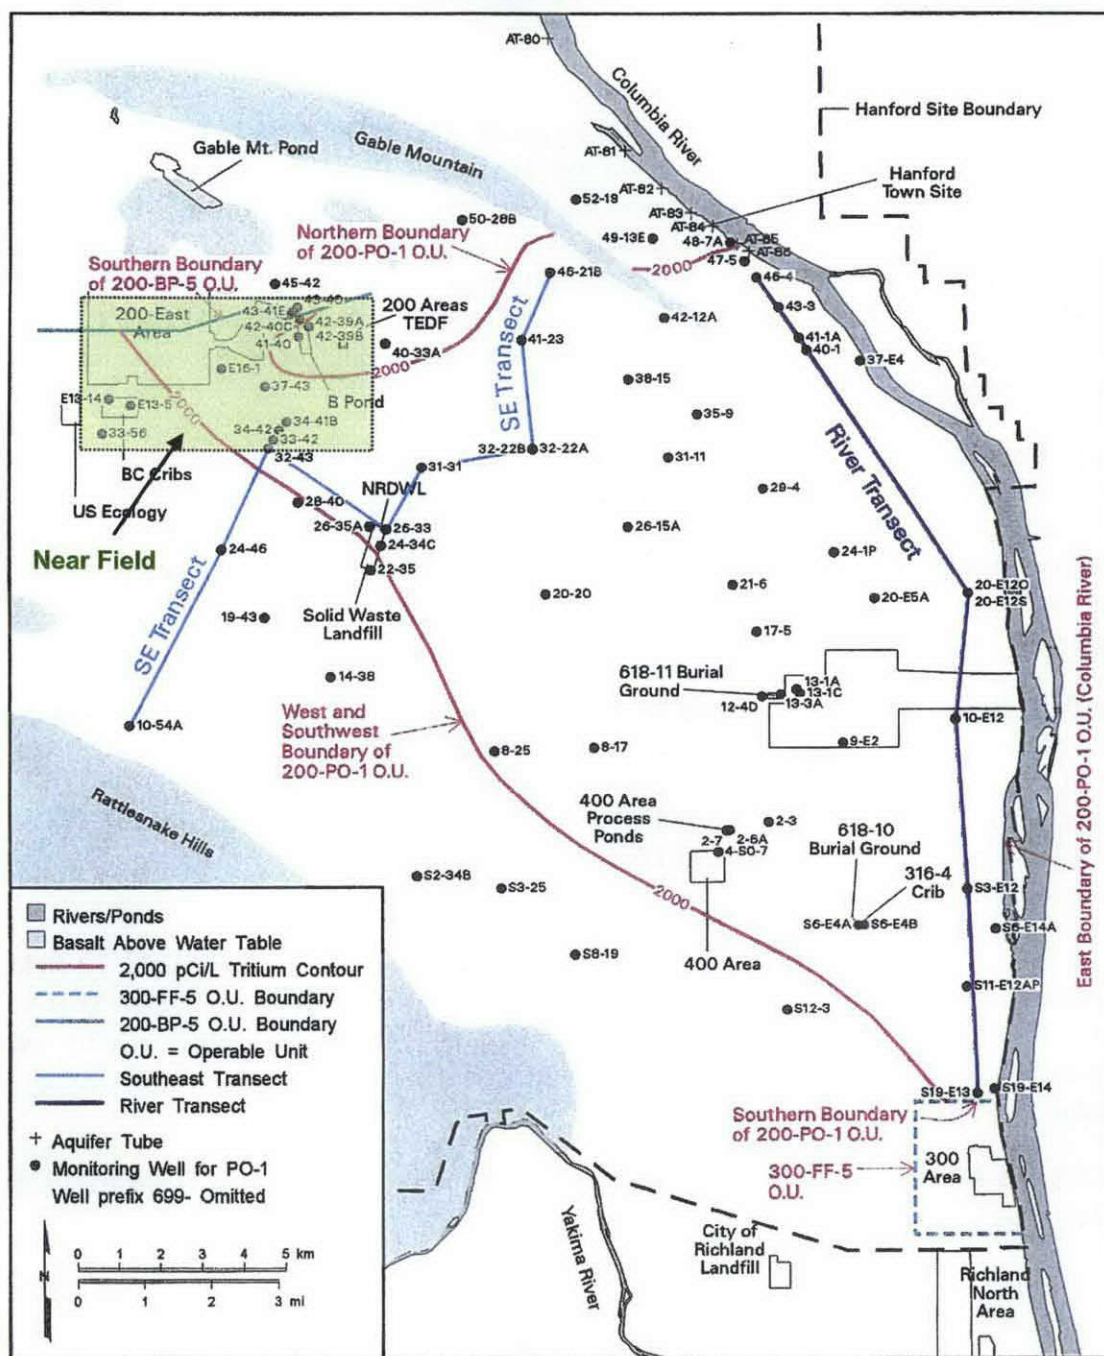 AT-80
Columbia River
Hanford Site Boundary
Gable Mt. Pond
Gable Mountain
AT-81
Hanford
Town Site
AT-82
52-19
AT-83
50-28B
AT-84
Northern Boundary
of 200-PO-1 O.U.
49-13E
48-7A
AT-85
AT-86
47-5
2000
Southern Boundary
of 200-BP-5 O.U.
45-42
46-21B
46-4
43-40
43-41E
200-East
Area
200 Areas
TEDF
42-40C
42-39A
42-39B
41-40
42-12A
43-3
41-23
41-1A
40-1
40-33A
37-E4
2000
E16-1
37-43
38-15
SE Transect
B Pond
E13-14
E13-5
2000
34-41B
34-42
33-42
33-56
32-43
35-9
32-22B
32-22A
31-31
31-11
River Transect
BC Cribs
US Ecology
NRDWL
28-40
29-4
26-35A
26-33
26-15A
24-34C
24-46
24-1P
Near Field
22-35
21-6
20-20
20-E5A
20-E12O
20-E12S
Solid Waste
Landfill
19-43
17-5
SE Transect
14-38
618-11 Burial
Ground
13-1A
13-1C
12-4D
13-3A
10-54A
10-E12
West and
Southwest
Boundary of
200-PO-1 O.U.
8-25
8-17
9-E2
East Boundary of 200-PO-1 O.U. (Columbia River)
Rattlesnake Hills
400 Area
Process
Ponds
2-3
2-6A
2-7
4-S0-7
618-10
Burial Ground
316-4
Crib
S2-34B
S3-25
2000
S3-E12
S6-E4A
S6-E4B
S6-E14A
400 Area
S8-19
S11-E12AP
S12-3
S19-E13
S19-E14
Southern Boundary
of 200-PO-1 O.U.
300-FF-5
O.U.
300
Area
Yakima River
City of
Richland
Landfill
Richland
North
Area
Rivers/Ponds
Basalt Above Water Table
2,000 pCi/L Tritium Contour
300-FF-5 O.U. Boundary
200-BP-5 O.U. Boundary
O.U. = Operable Unit
Southeast Transect
River Transect
Aquifer Tube
Monitoring Well for PO-1
Well prefix 699- Omitted
N
0 1 2 3 4 5 km
0 1 2 3 mi